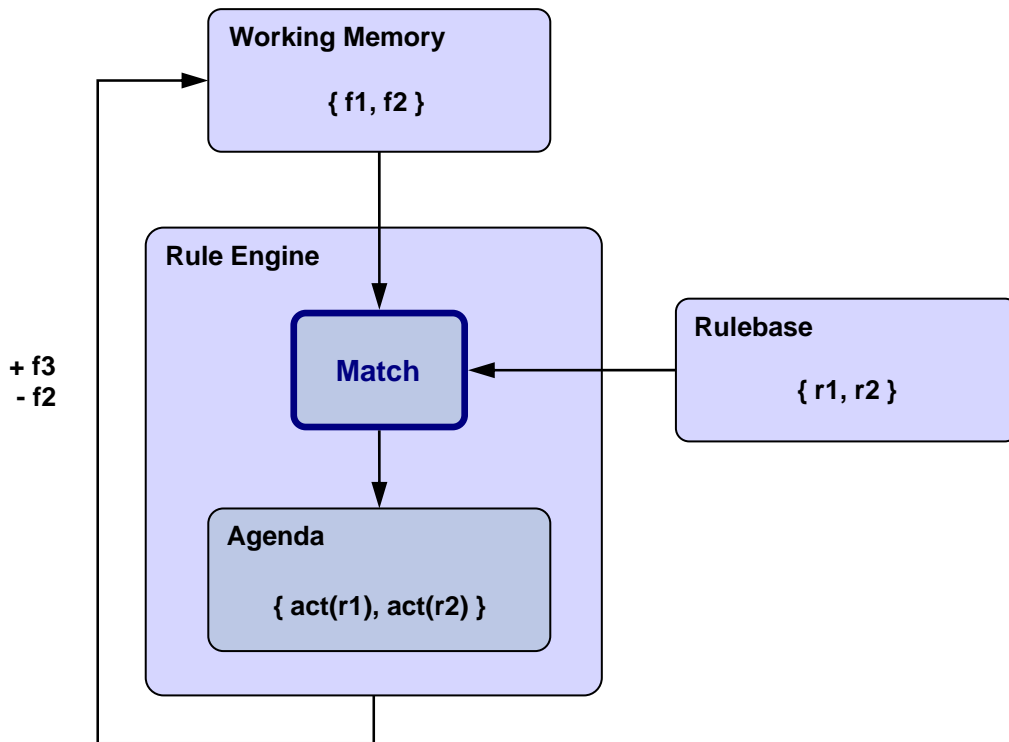 Working Memory
{ f1, f2 }
Rule Engine
Match
Rulebase
{ r1, r2 }
+ f3
- f2
Agenda
{ act(r1), act(r2) }